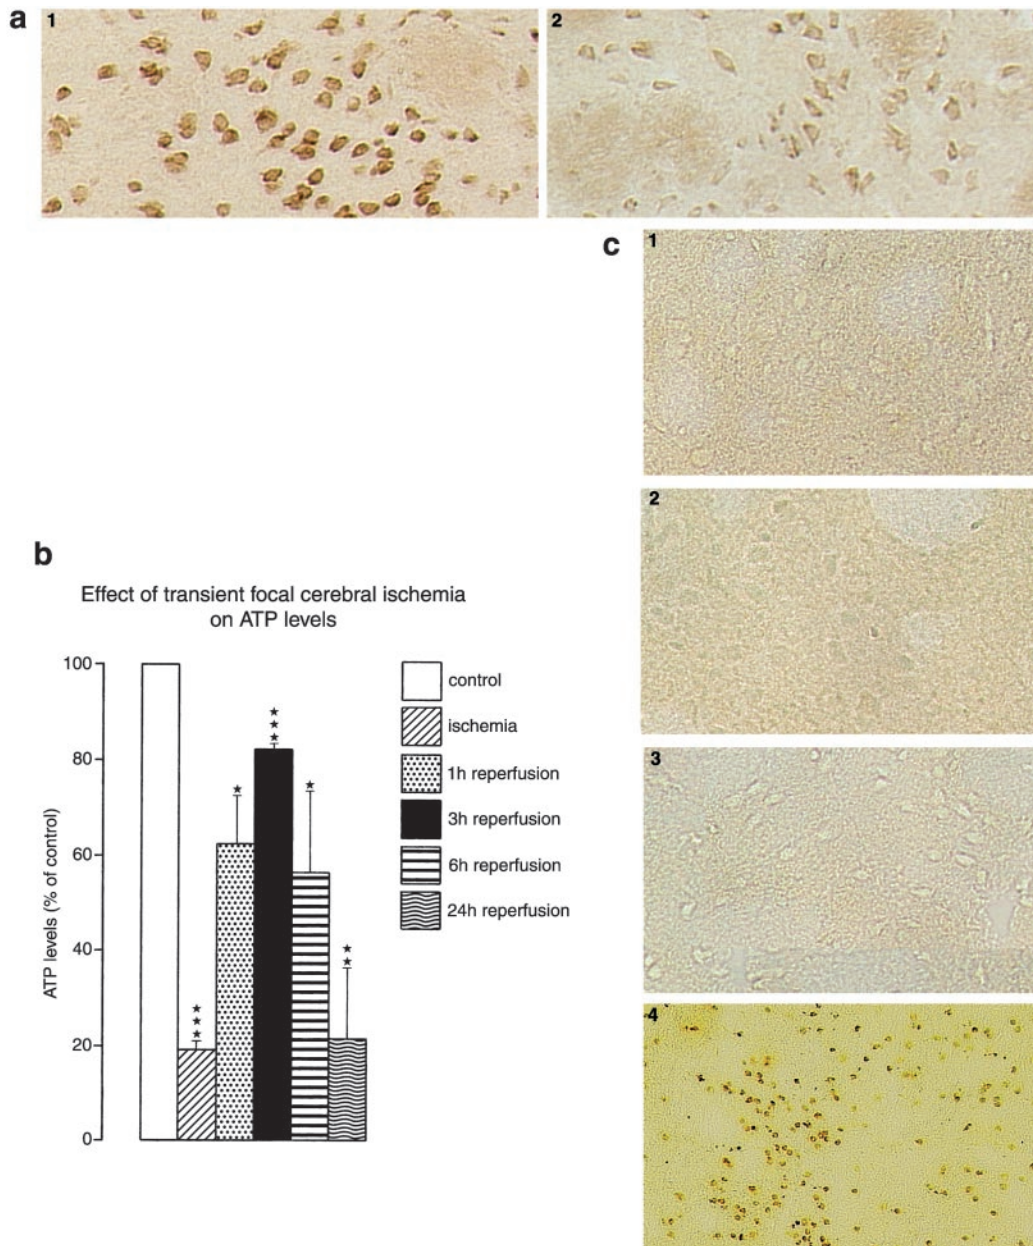 a
1
2
c
1
2
3
4
b
Effect of transient focal cerebral ischemia
on ATP levels
ATP levels (% of control)
100
80
60
40
20
0
★
★
★
★
★
★
★
★
★
★
★
control
ischemia
1h reperfusion
3h reperfusion
6h reperfusion
24h reperfusion